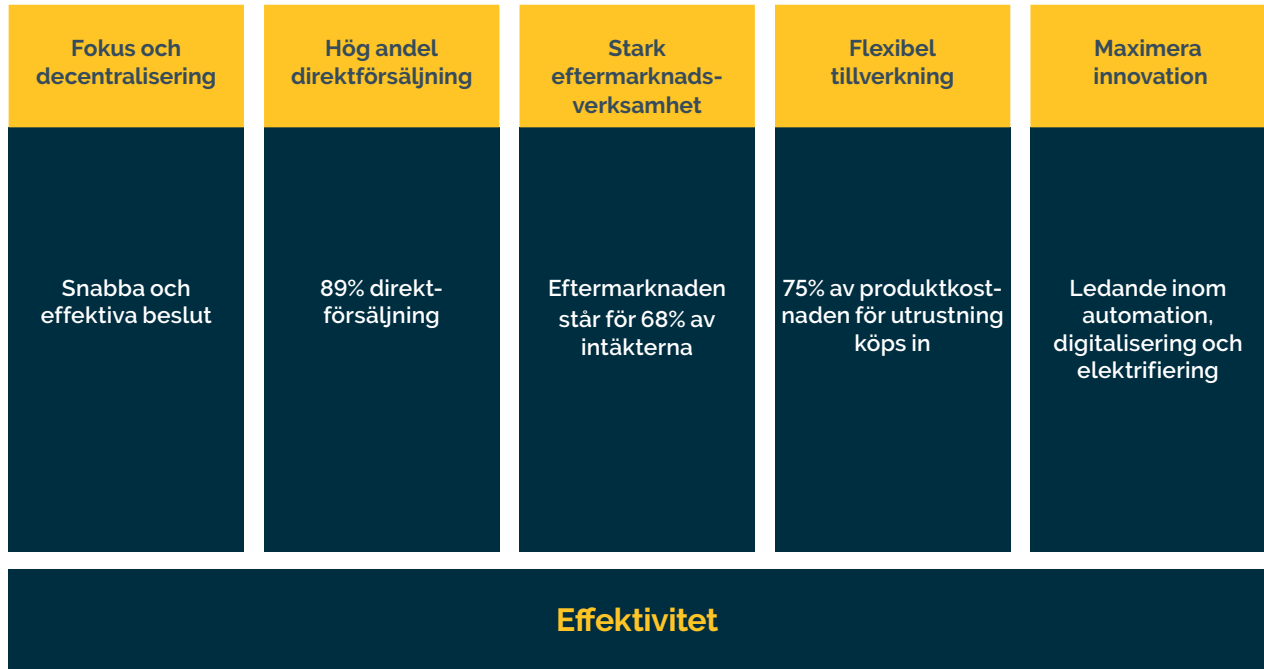 Fokus och
decentralisering
Hög andel
direktförsäljning
Stark
eftermarknads-
verksamhet
Flexibel
tillverkning
Maximera
innovation
Snabba och
effektiva beslut
89% direkt-
försäljning
Eftermarknaden
står för 68% av
intäkterna
75% av produktkost-
naden för utrustning
köps in
Ledande inom
automation,
digitalisering och
elektrifiering
Effektivitet